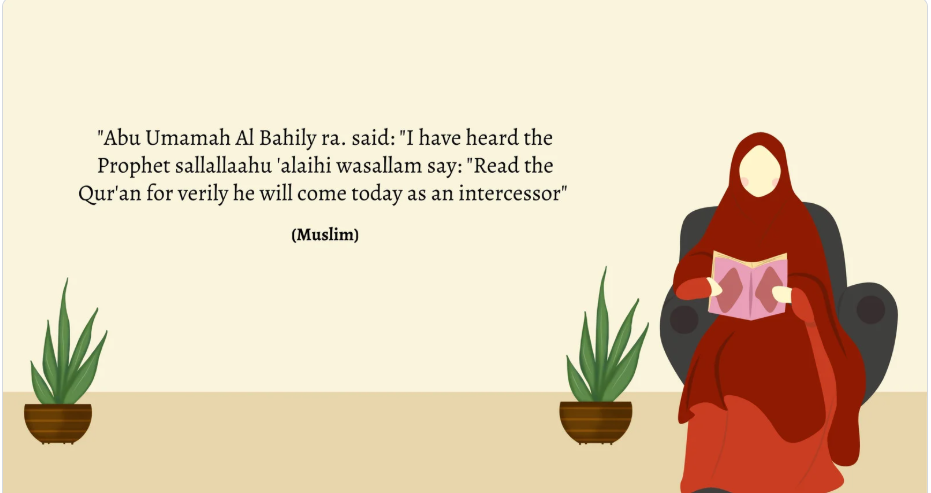 "Abu Umamah Al Bahily ra. said: "I have heard the
Prophet sallallaahu 'alaihi wasallam say: "Read the
Qur'an for verily he will come today as an intercessor"
(Muslim)